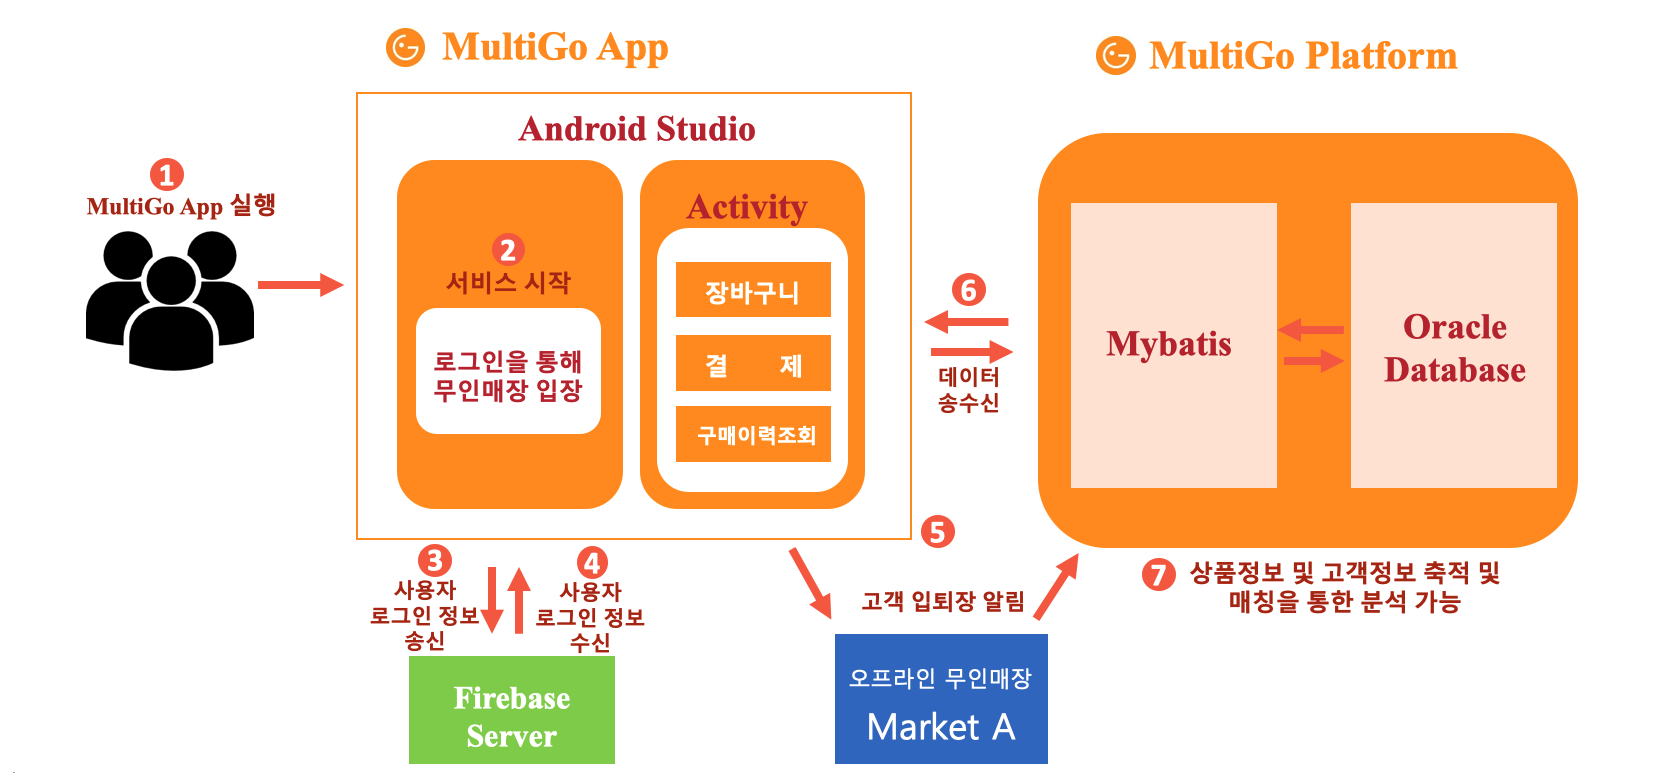 MultiGo App
MultiGo Platform
Android Studio
1
MultiGo App 실행
2
서비스 시작
로그인을 통해
무인매장 입장
Activity
장바구니
결 제
구매이력조회
3
사용자
로그인 정보
송신
4
사용자
로그인 정보
수신
Firebase
Server
5
고객 입퇴장 알림
오프라인 무인매장
Market A
6
데이터
송수신
Mybatis
Oracle
Database
7
상품정보 및 고객정보 축적 및
매칭을 통한 분석 가능